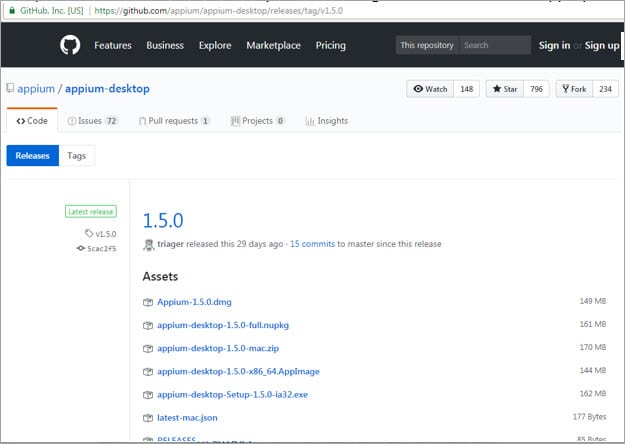 GitHub, Inc. [US] https://github.com/appium/appium-desktop/releases/tag/v1.5.0
Features Business Explore Marketplace Pricing This repository Search Sign in or Sign up
appium / appium-desktop Watch 148 Star 796 Fork 234
Code Issues 72 Pull requests 1 Projects 0 Insights
Releases Tags
Latest release
v1.5.0
5cac2f5
1.5.0
triager released this 29 days ago · 15 commits to master since this release
Assets
Appium-1.5.0.dmg 149 MB
appium-desktop-1.5.0-full.nupkg 161 MB
appium-desktop-1.5.0-mac.zip 170 MB
appium-desktop-1.5.0-x86_64.AppImage 144 MB
appium-desktop-Setup-1.5.0-ia32.exe 162 MB
latest-mac.json 177 Bytes
RELEASES 85 Bytes